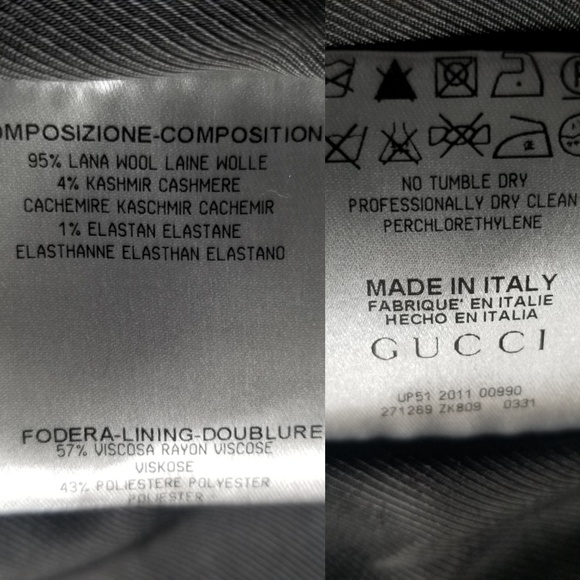 OMPOSIZIONE-COMPOSITION
95% LANA WOOL LAINE WOLLE
4% KASHMIR CASHMERE
CACHEMIRE KASCHMIR CACHEMIR
1% ELASTAN ELASTANE
ELASTHANNE ELASTHAN ELASTANO
FODERA-LINING-DOUBLURE
57% VISCOSA RAYON VISCOSE
VISKOSE
43% POLIESTERE POLYESTER
POLIESTER
NO TUMBLE DRY
PROFESSIONALLY DRY CLEAN
PERCHLORETHYLENE
MADE IN ITALY
FABRIQUE' EN ITALIE
HECHO EN ITALIA
GUCCI
UP51 2011 00990
271269 ZK809 0331